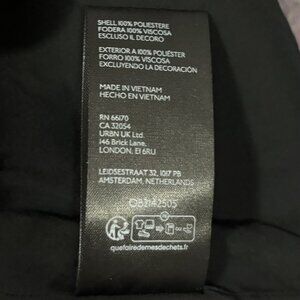 SHELL 100% POLIESTERE
FODERA 100% VISCOSA
ESCLUSO IL DECORO
EXTERIOR A 100% POLIÉSTER
FORRO 100% VISCOSA
EXCLUYENDO LA DECORACIÓN
MADE IN VIETNAM
HECHO EN VIETNAM
RN 66170
CA 32054
URBN UK Ltd.
146 Brick Lane,
LONDON, E1 6RU
LEIDSESTRAAT 32, 1017 PB
AMSTERDAM, NETHERLANDS
OB3142505
quefairedemesdechets.fr